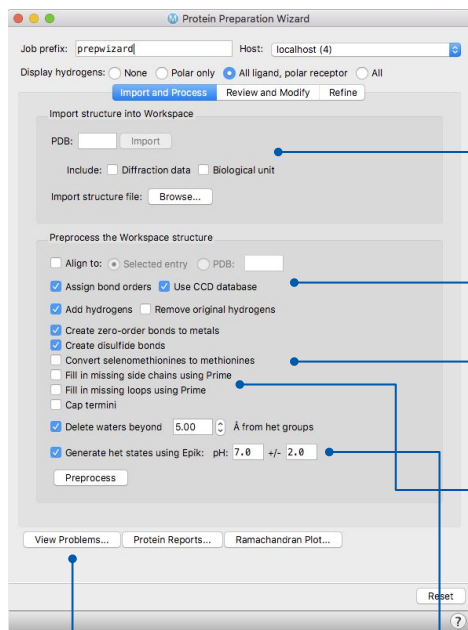 Protein Preparation Wizard
Job prefix: prepwizard Host: localhost (4)
Display hydrogens: None Polar only All ligand, polar receptor All
Import and Process Review and Modify Refine
Import structure into Workspace
PDB: Import
Include: Diffraction data Biological unit
Import structure file: Browse...
Preprocess the Workspace structure
Align to: Selected entry PDB:
Assign bond orders Use CCD database
Add hydrogens Remove original hydrogens
Create zero-order bonds to metals
Create disulfide bonds
Convert selenomethionines to methionines
Fill in missing side chains using Prime
Fill in missing loops using Prime
Cap termini
Delete waters beyond 5.00 Å from het groups
Generate het states using Epik: pH: 7.0 +/- 2.0
Preprocess
View Problems... Protein Reports... Ramachandran Plot...
Reset
?